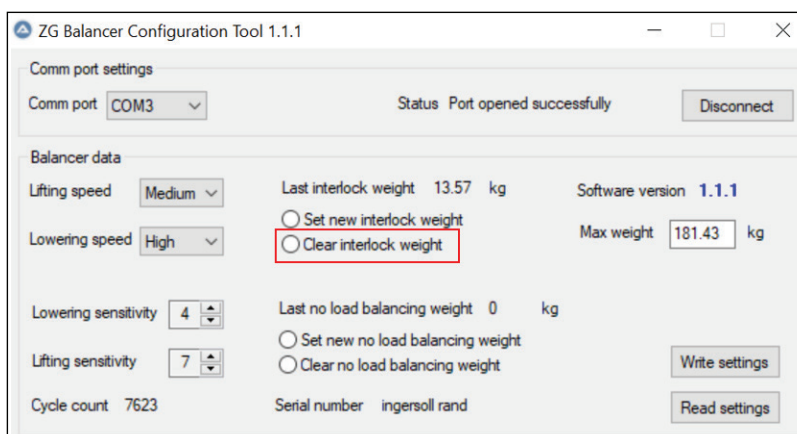 ZG Balancer Configuration Tool 1.1.1
Comm port settings
Comm port COM3 Status Port opened successfully Disconnect
Balancer data
Lifting speed Medium Last interlock weight 13.57 kg Software version 1.1.1
Set new interlock weight
Lowering speed High Clear interlock weight Max weight 181.43 kg
Lowering sensitivity 4 Last no load balancing weight 0 kg
Set new no load balancing weight
Lifting sensitivity 7 Clear no load balancing weight Write settings
Cycle count 7623 Serial number ingersoll rand Read settings